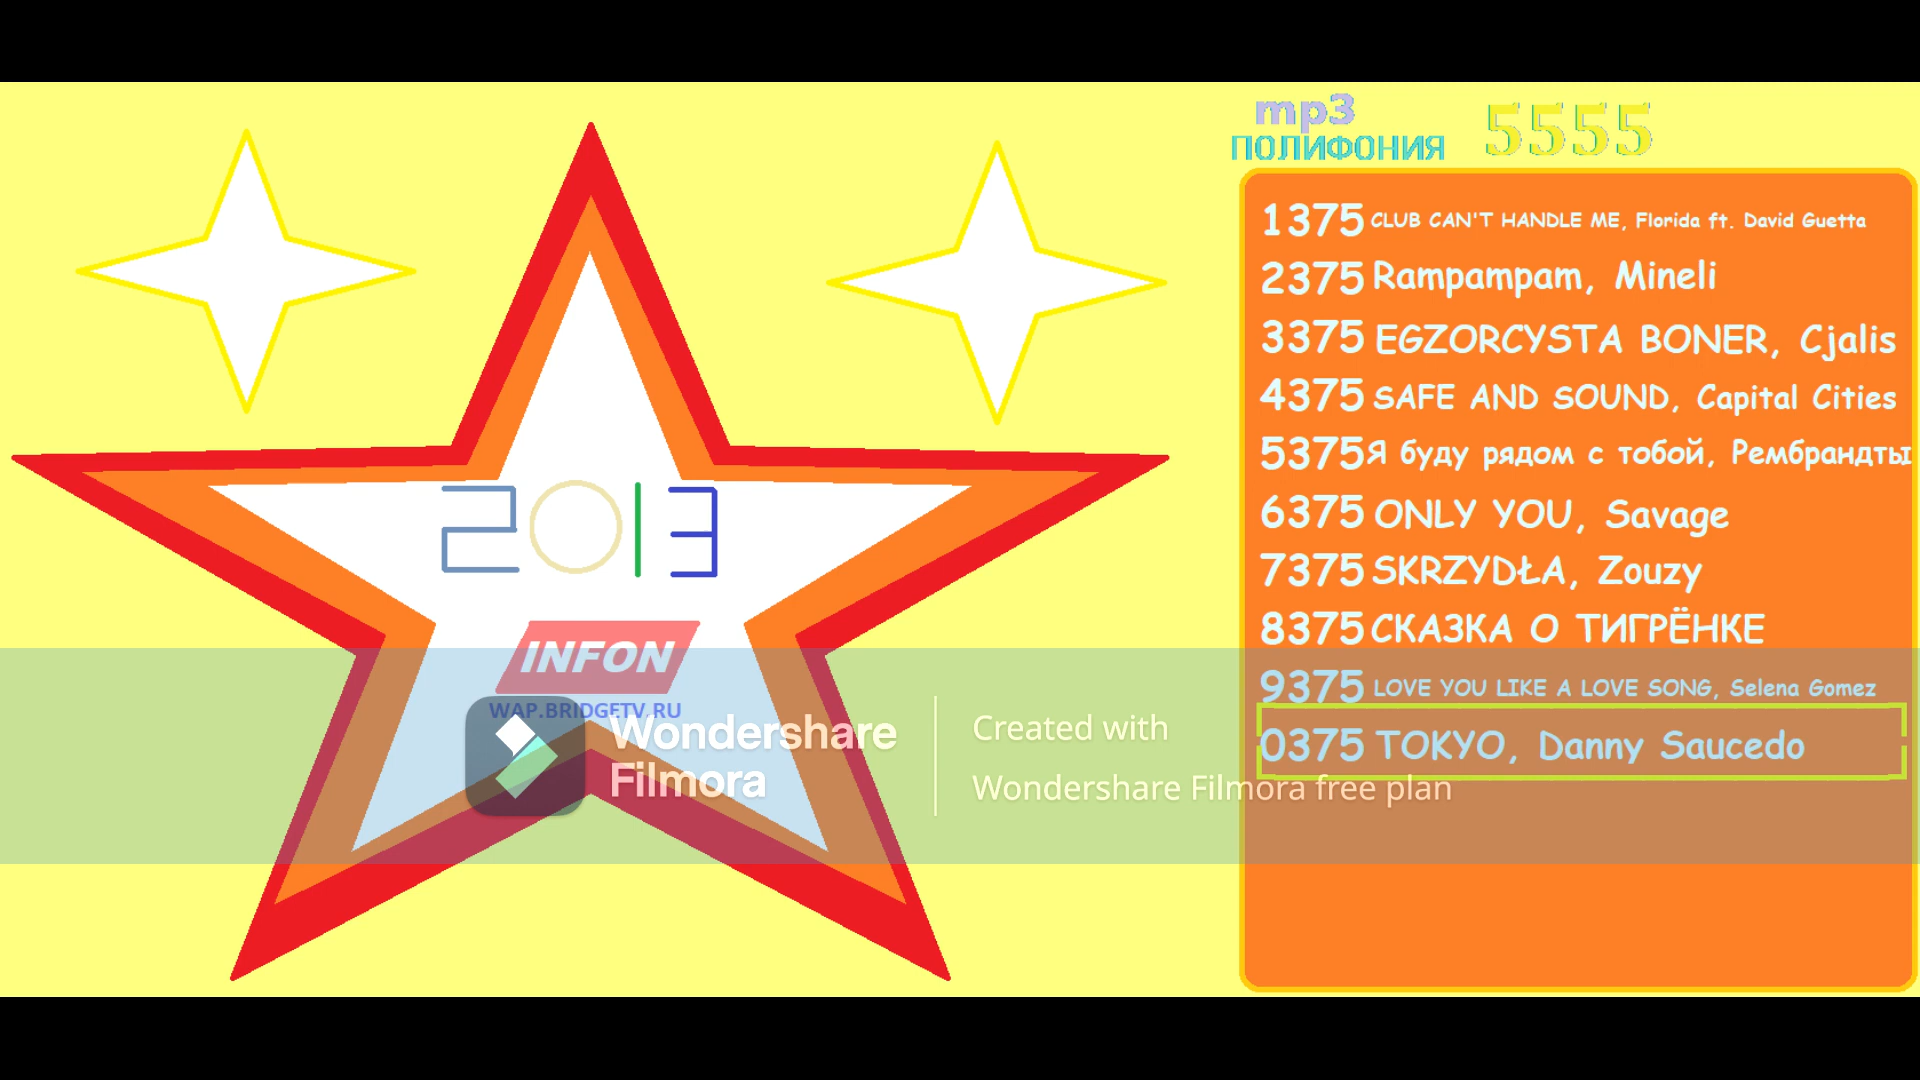 mp3
ПОЛИФОНИЯ
5555
1375 CLUB CAN'T HANDLE ME, Florida ft. David Guetta
2375 Rampampam, Mineli
3375 EGZORCYSTA BONER, Cjalis
4375 SAFE AND SOUND, Capital Cities
5375 Я буду рядом с тобой, Рембрандты
6375 ONLY YOU, Savage
7375 SKRZYDŁA, Zouzy
8375 СКАЗКА О ТИГРЁНКЕ
9375 LOVE YOU LIKE A LOVE SONG, Selena Gomez
0375 TOKYO, Danny Saucedo
2013
INFON
WAP.BRIDGETV.RU
Wondershare
Filmora
Created with
Wondershare Filmora free plan